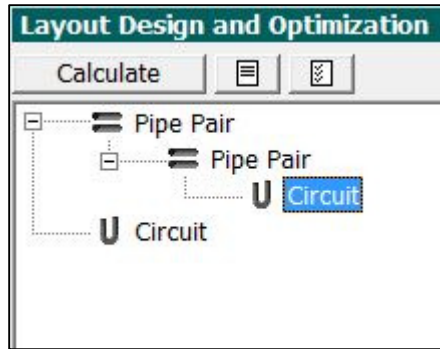 Layout Design and Optimization
Calculate
Pipe Pair
Pipe Pair
Circuit
Circuit